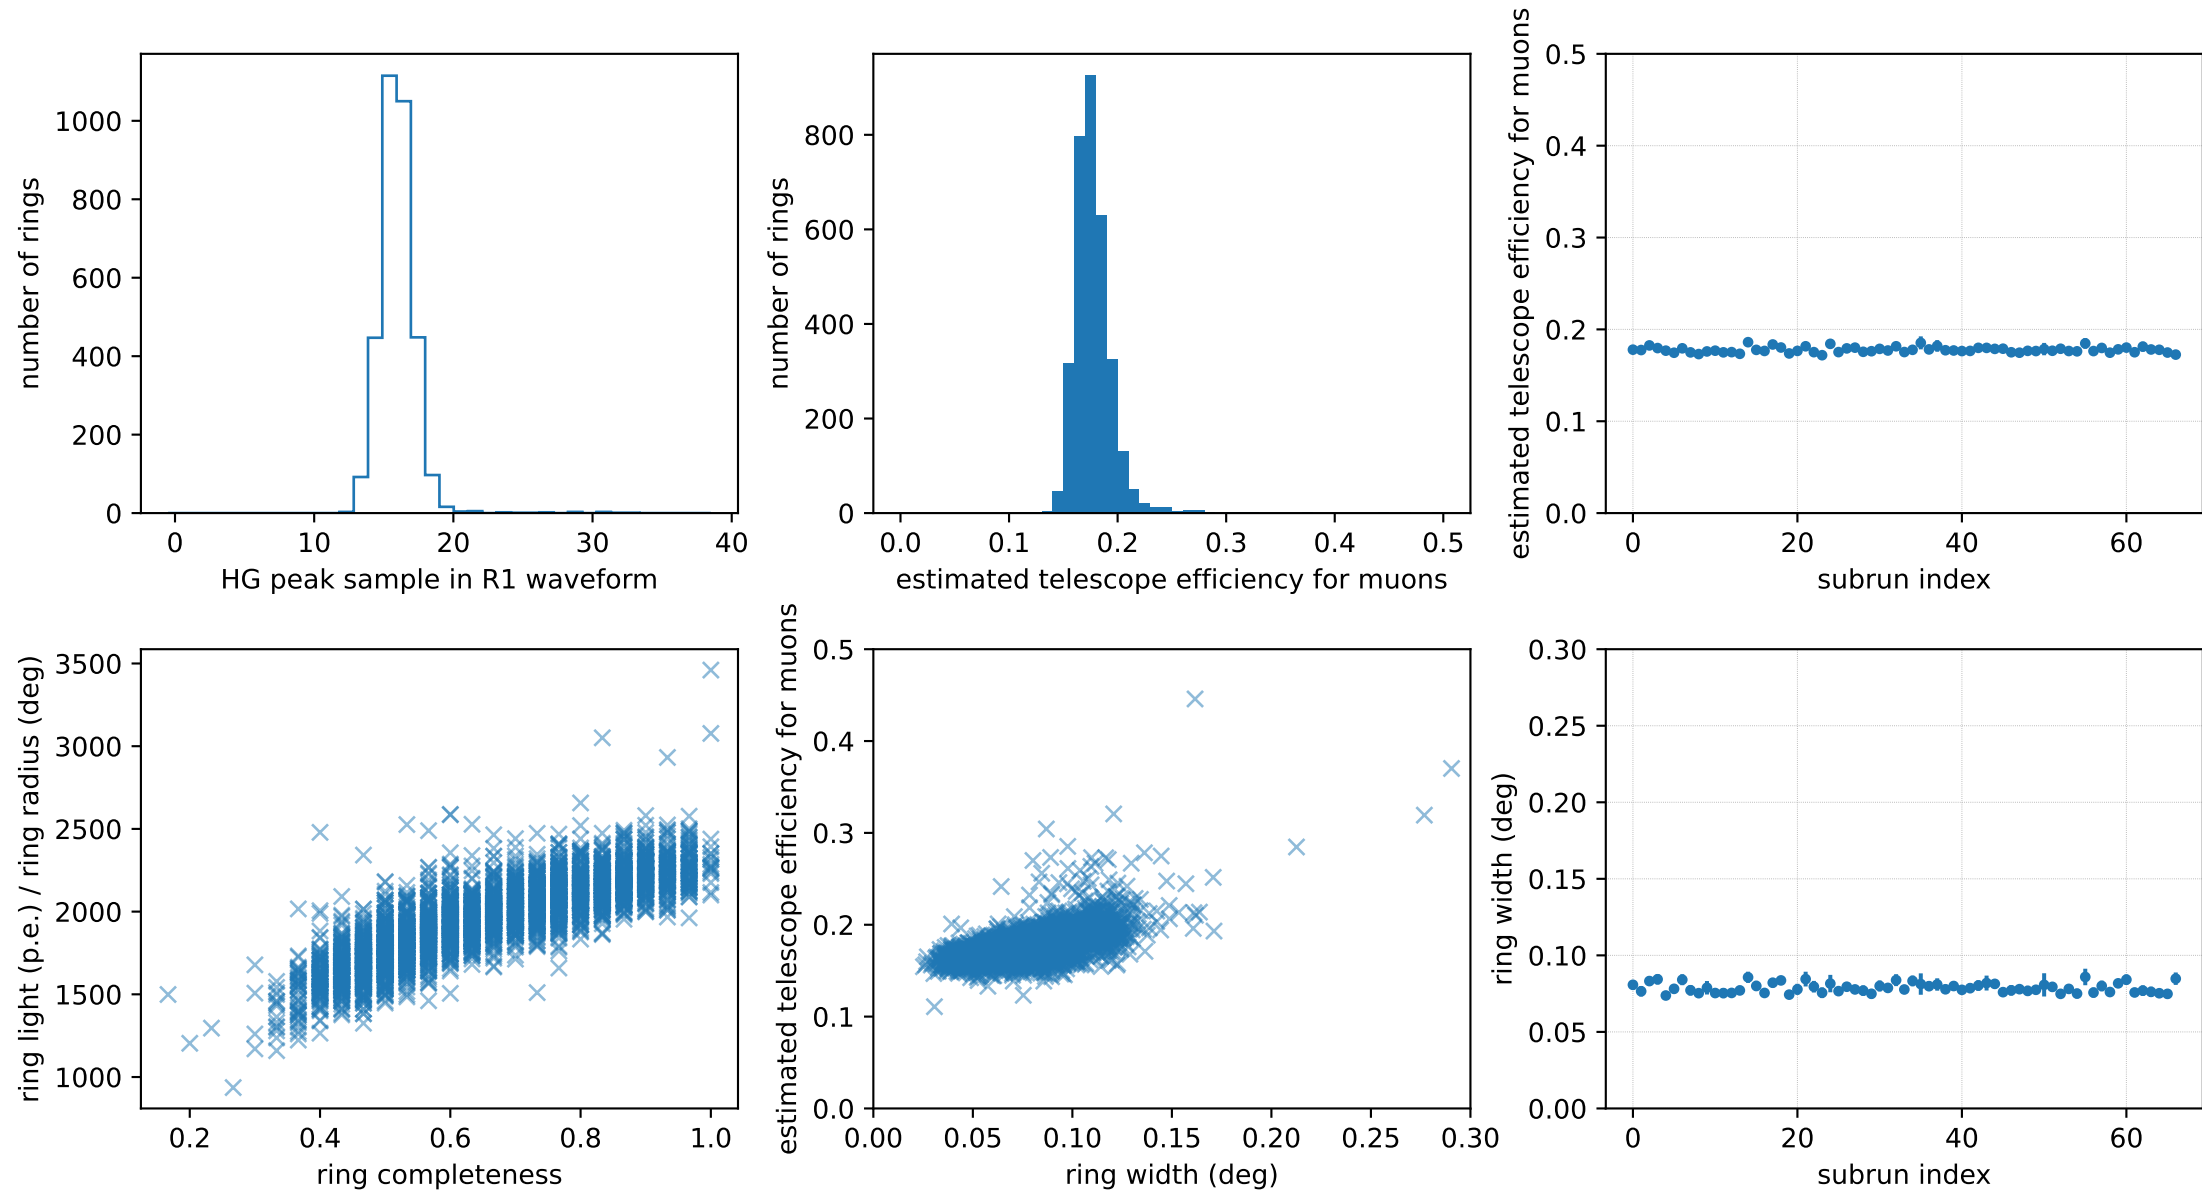 number of rings
1000
800
600
400
200
0
0 10 20 30 40
HG peak sample in R1 waveform
number of rings
800
600
400
200
0
0.0 0.1 0.2 0.3 0.4 0.5
estimated telescope efficiency for muons
estimated telescope efficiency for muons
0.5
0.4
0.3
0.2
0.1
0.0
0 20 40 60
subrun index
ring light (p.e.) / ring radius (deg)
3500
3000
2500
2000
1500
1000
0.2 0.4 0.6 0.8 1.0
ring completeness
estimated telescope efficiency for muons
0.5
0.4
0.3
0.2
0.1
0.0
0.00 0.05 0.10 0.15 0.20 0.25 0.30
ring width (deg)
ring width (deg)
0.30
0.25
0.20
0.15
0.10
0.05
0.00
0 20 40 60
subrun index